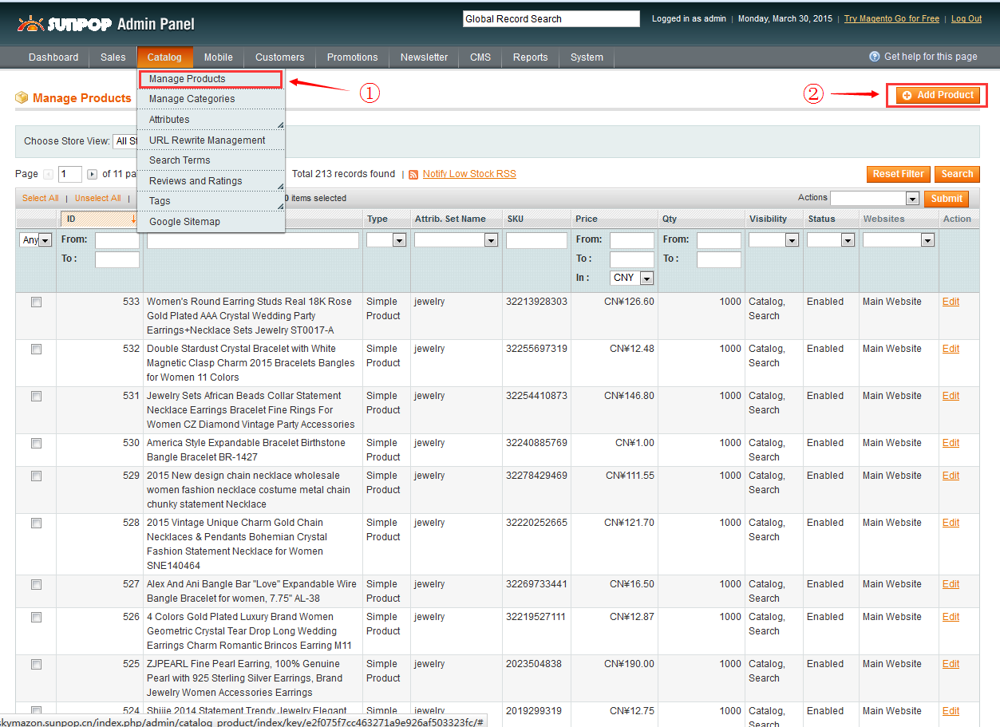 SUNPOP Admin Panel
Global Record Search
Logged in as admin | Monday, March 30, 2015 | Try Magento Go for Free | Log Out
Dashboard Sales Catalog Mobile Customers Promotions Newsletter CMS Reports System Get help for this page
Manage Products
Manage Categories
Attributes
URL Rewrite Management
Search Terms
Reviews and Ratings
Tags
Google Sitemap
①
②
Manage Products
Add Product
Choose Store View: All St
Page 1 of 11 pa
Total 213 records found | Notify Low Stock RSS
Reset Filter Search
Select All | Unselect All |
0 items selected
Actions Submit
ID Type Attrib. Set Name SKU Price Qty Visibility Status Websites Action
Any From: From: From:
To : To : To :
In : CNY
533 Women's Round Earring Studs Real 18K Rose Simple jewelry 32213928303 CN¥126.60 1000 Catalog, Enabled Main Website Edit
Gold Plated AAA Crystal Wedding Party Product Search
Earrings+Necklace Sets Jewelry ST0017-A
532 Double Stardust Crystal Bracelet with White Simple jewelry 32255697319 CN¥12.48 1000 Catalog, Enabled Main Website Edit
Magnetic Clasp Charm 2015 Bracelets Bangles Product Search
for Women 11 Colors
531 Jewelry Sets African Beads Collar Statement Simple jewelry 32254410873 CN¥146.80 1000 Catalog, Enabled Main Website Edit
Necklace Earrings Bracelet Fine Rings For Product Search
Women CZ Diamond Vintage Party Accessories
530 America Style Expandable Bracelet Birthstone Simple jewelry 32240885769 CN¥1.00 1000 Catalog, Enabled Main Website Edit
Bangle Bracelet BR-1427 Product Search
529 2015 New design chain necklace wholesale Simple jewelry 32278429469 CN¥111.55 1000 Catalog, Enabled Main Website Edit
women fashion necklace costume metal chain Product Search
chunky statement Necklace
528 2015 Vintage Unique Charm Gold Chain Simple jewelry 32220252665 CN¥121.70 1000 Catalog, Enabled Main Website Edit
Necklaces & Pendants Bohemian Crystal Product Search
Fashion Statement Necklace for Women
SNE140464
527 Alex And Ani Bangle Bar "Love" Expandable Wire Simple jewelry 32269733441 CN¥16.50 1000 Catalog, Enabled Main Website Edit
Bangle Bracelet for women, 7.75" AL-38 Product Search
526 4 Colors Gold Plated Luxury Brand Women Simple jewelry 32219527111 CN¥12.87 1000 Catalog, Enabled Main Website Edit
Geometric Crystal Tear Drop Long Wedding Product Search
Earrings Charm Romantic Brincos Earring M11
525 ZJPEARL Fine Pearl Earring, 100% Genuine Simple jewelry 2023504838 CN¥190.00 1000 Catalog, Enabled Main Website Edit
Pearl with 925 Sterling Silver Earrings, Brand Product Search
Jewelry Women Accessories Earrings
524 Shijie 2014 Statement Trendy Jewelry Elegant Simple jewelry 2019299319 CN¥12.75 1000 Catalog, Enabled Main Website Edit
Search
skymazon.sunpop.cn/index.php/admin/catalog_product/index/key/e2f075f7cc463271a9e926af503323fc/#